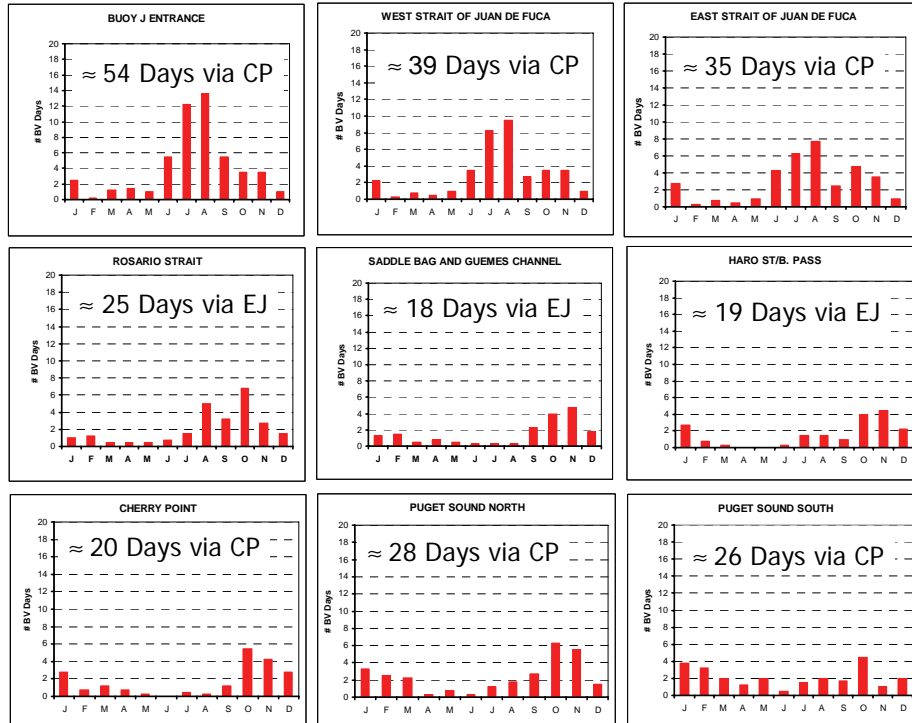 BUOY J ENTRANCE
≈ 54 Days via CP
# BV Days
20
18
16
14
12
10
8
6
4
2
0
J F M A M J J A S O N D
WEST STRAIT OF JUAN DE FUCA
≈ 39 Days via CP
# BV Days
20
18
16
14
12
10
8
6
4
2
0
J F M A M J J A S O N D
EAST STRAIT OF JUAN DE FUCA
≈ 35 Days via CP
# BV Days
20
18
16
14
12
10
8
6
4
2
0
J F M A M J J A S O N D
ROSARIO STRAIT
≈ 25 Days via EJ
# BV Days
20
18
16
14
12
10
8
6
4
2
0
J F M A M J J A S O N D
SADDLE BAG AND GUEMES CHANNEL
≈ 18 Days via EJ
# BV Days
20
18
16
14
12
10
8
6
4
2
0
J F M A M J J A S O N D
HARO ST/B. PASS
≈ 19 Days via EJ
# BV Days
20
18
16
14
12
10
8
6
4
2
0
J F M A M J J A S O N D
CHERRY POINT
≈ 20 Days via CP
# BV Days
20
18
16
14
12
10
8
6
4
2
0
J F M A M J J A S O N D
PUGET SOUND NORTH
≈ 28 Days via CP
# BV Days
20
18
16
14
12
10
8
6
4
2
0
J F M A M J J A S O N D
PUGET SOUND SOUTH
≈ 26 Days via CP
# BV Days
20
18
16
14
12
10
8
6
4
2
0
J F M A M J J A S O N D